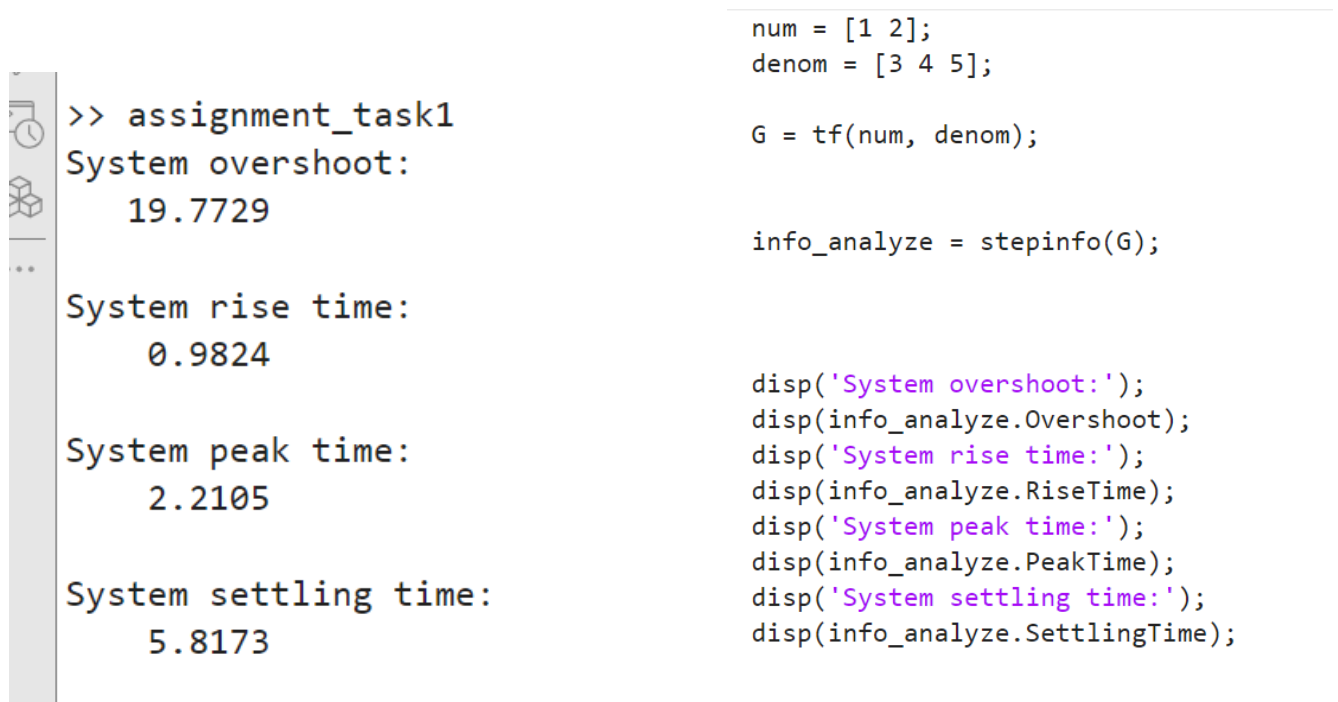 >> assignment_task1
System overshoot:
19.7729
System rise time:
0.9824
System peak time:
2.2105
System settling time:
5.8173
num = [1 2];
denom = [3 4 5];
G = tf(num, denom);
info_analyze = stepinfo(G);
disp('System overshoot:');
disp(info_analyze.Overshoot);
disp('System rise time:');
disp(info_analyze.RiseTime);
disp('System peak time:');
disp(info_analyze.PeakTime);
disp('System settling time:');
disp(info_analyze.SettlingTime);